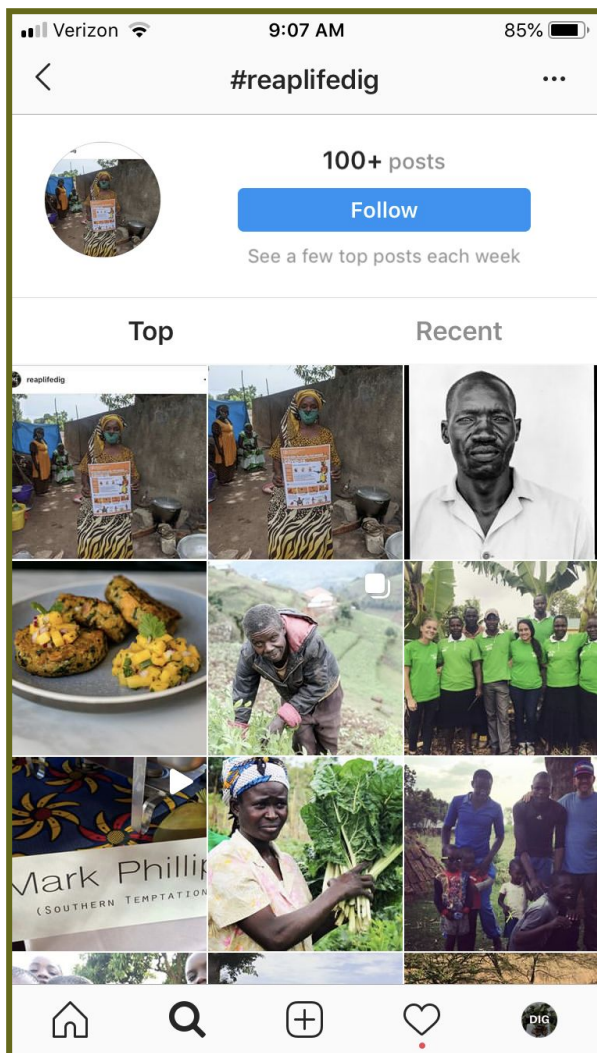 Verizon 9:07 AM 85%
#reaplifedig
100+ posts
Follow
See a few top posts each week
Top Recent
reaplifedig
Mark Phillip
(SOUTHERN TEMPTATION
DIG